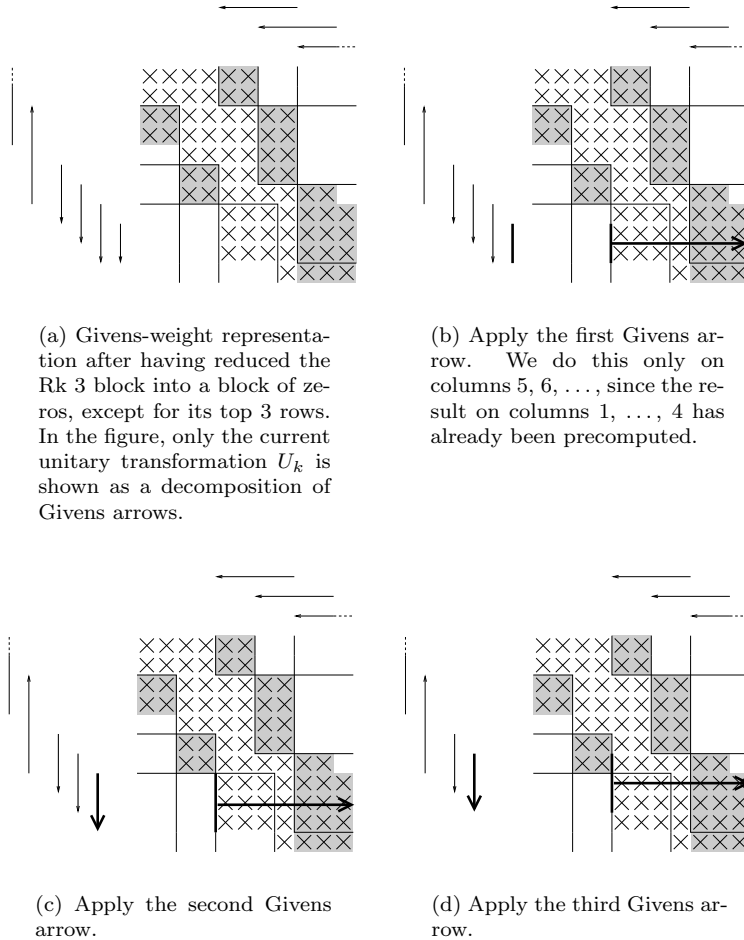 (a) Givens-weight representa-
tion after having reduced the
Rk 3 block into a block of ze-
ros, except for its top 3 rows.
In the figure, only the current
unitary transformation U_k is
shown as a decomposition of
Givens arrows.
(b) Apply the first Givens ar-
row. We do this only on
columns 5, 6, . . . , since the re-
sult on columns 1, . . . , 4 has
already been precomputed.
(c) Apply the second Givens
arrow.
(d) Apply the third Givens ar-
row.